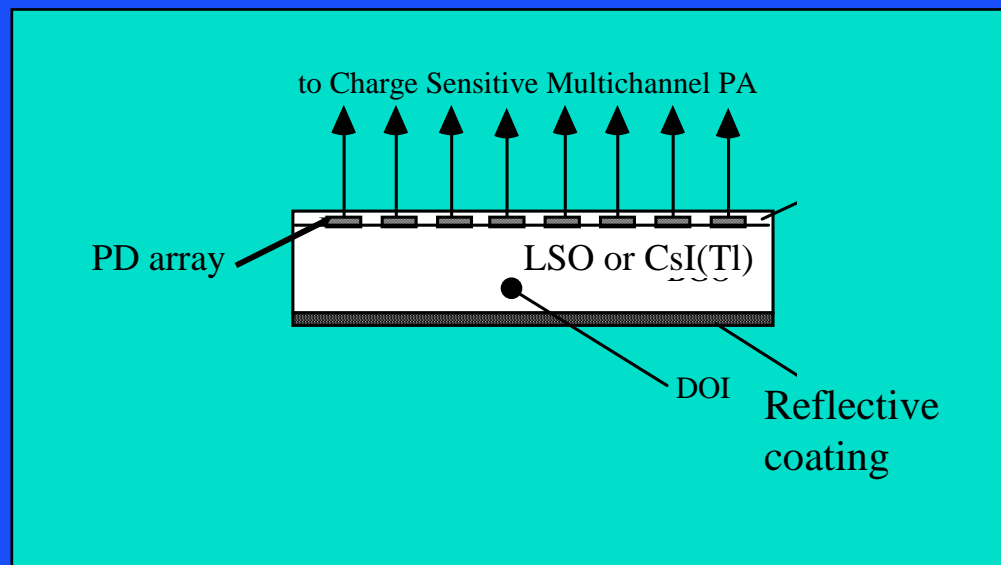 to Charge Sensitive Multichannel PA
PD array
LSO or CsI(Tl)
DOI
Reflective
coating